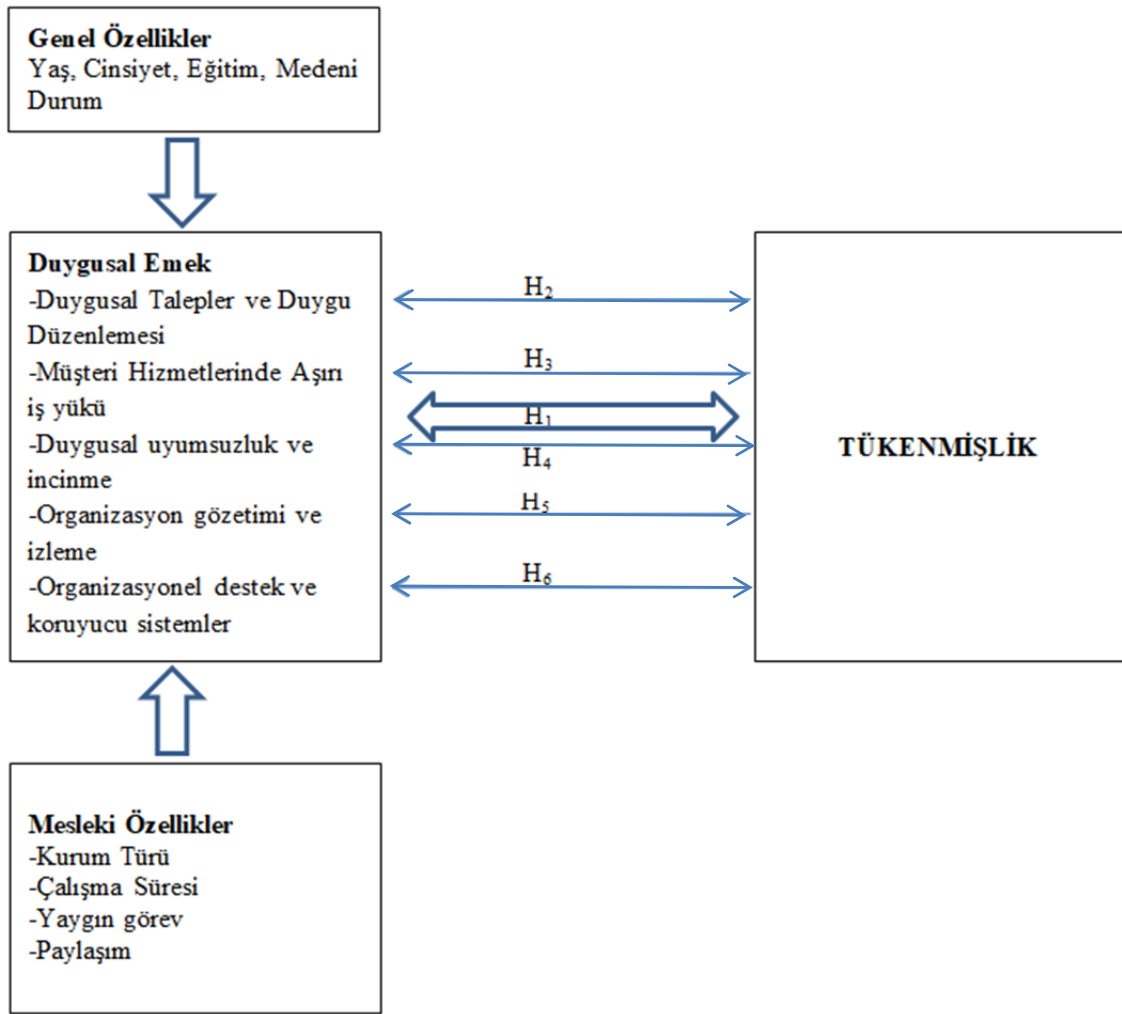 Genel Özellikler
Yaş, Cinsiyet, Eğitim, Medeni
Durum
Duygusal Emek
-Duygusal Talepler ve Duygu
Düzenlemesi
-Müşteri Hizmetlerinde Aşırı
iş yükü
-Duygusal uyumsuzluk ve
incinme
-Organizasyon gözetimi ve
izleme
-Organizasyonel destek ve
koruyucu sistemler
H₂
H₃
H₁
H₄
H₅
H₆
TÜKENMİŞLİK
Mesleki Özellikler
-Kurum Türü
-Çalışma Süresi
-Yaygın görev
-Paylaşım